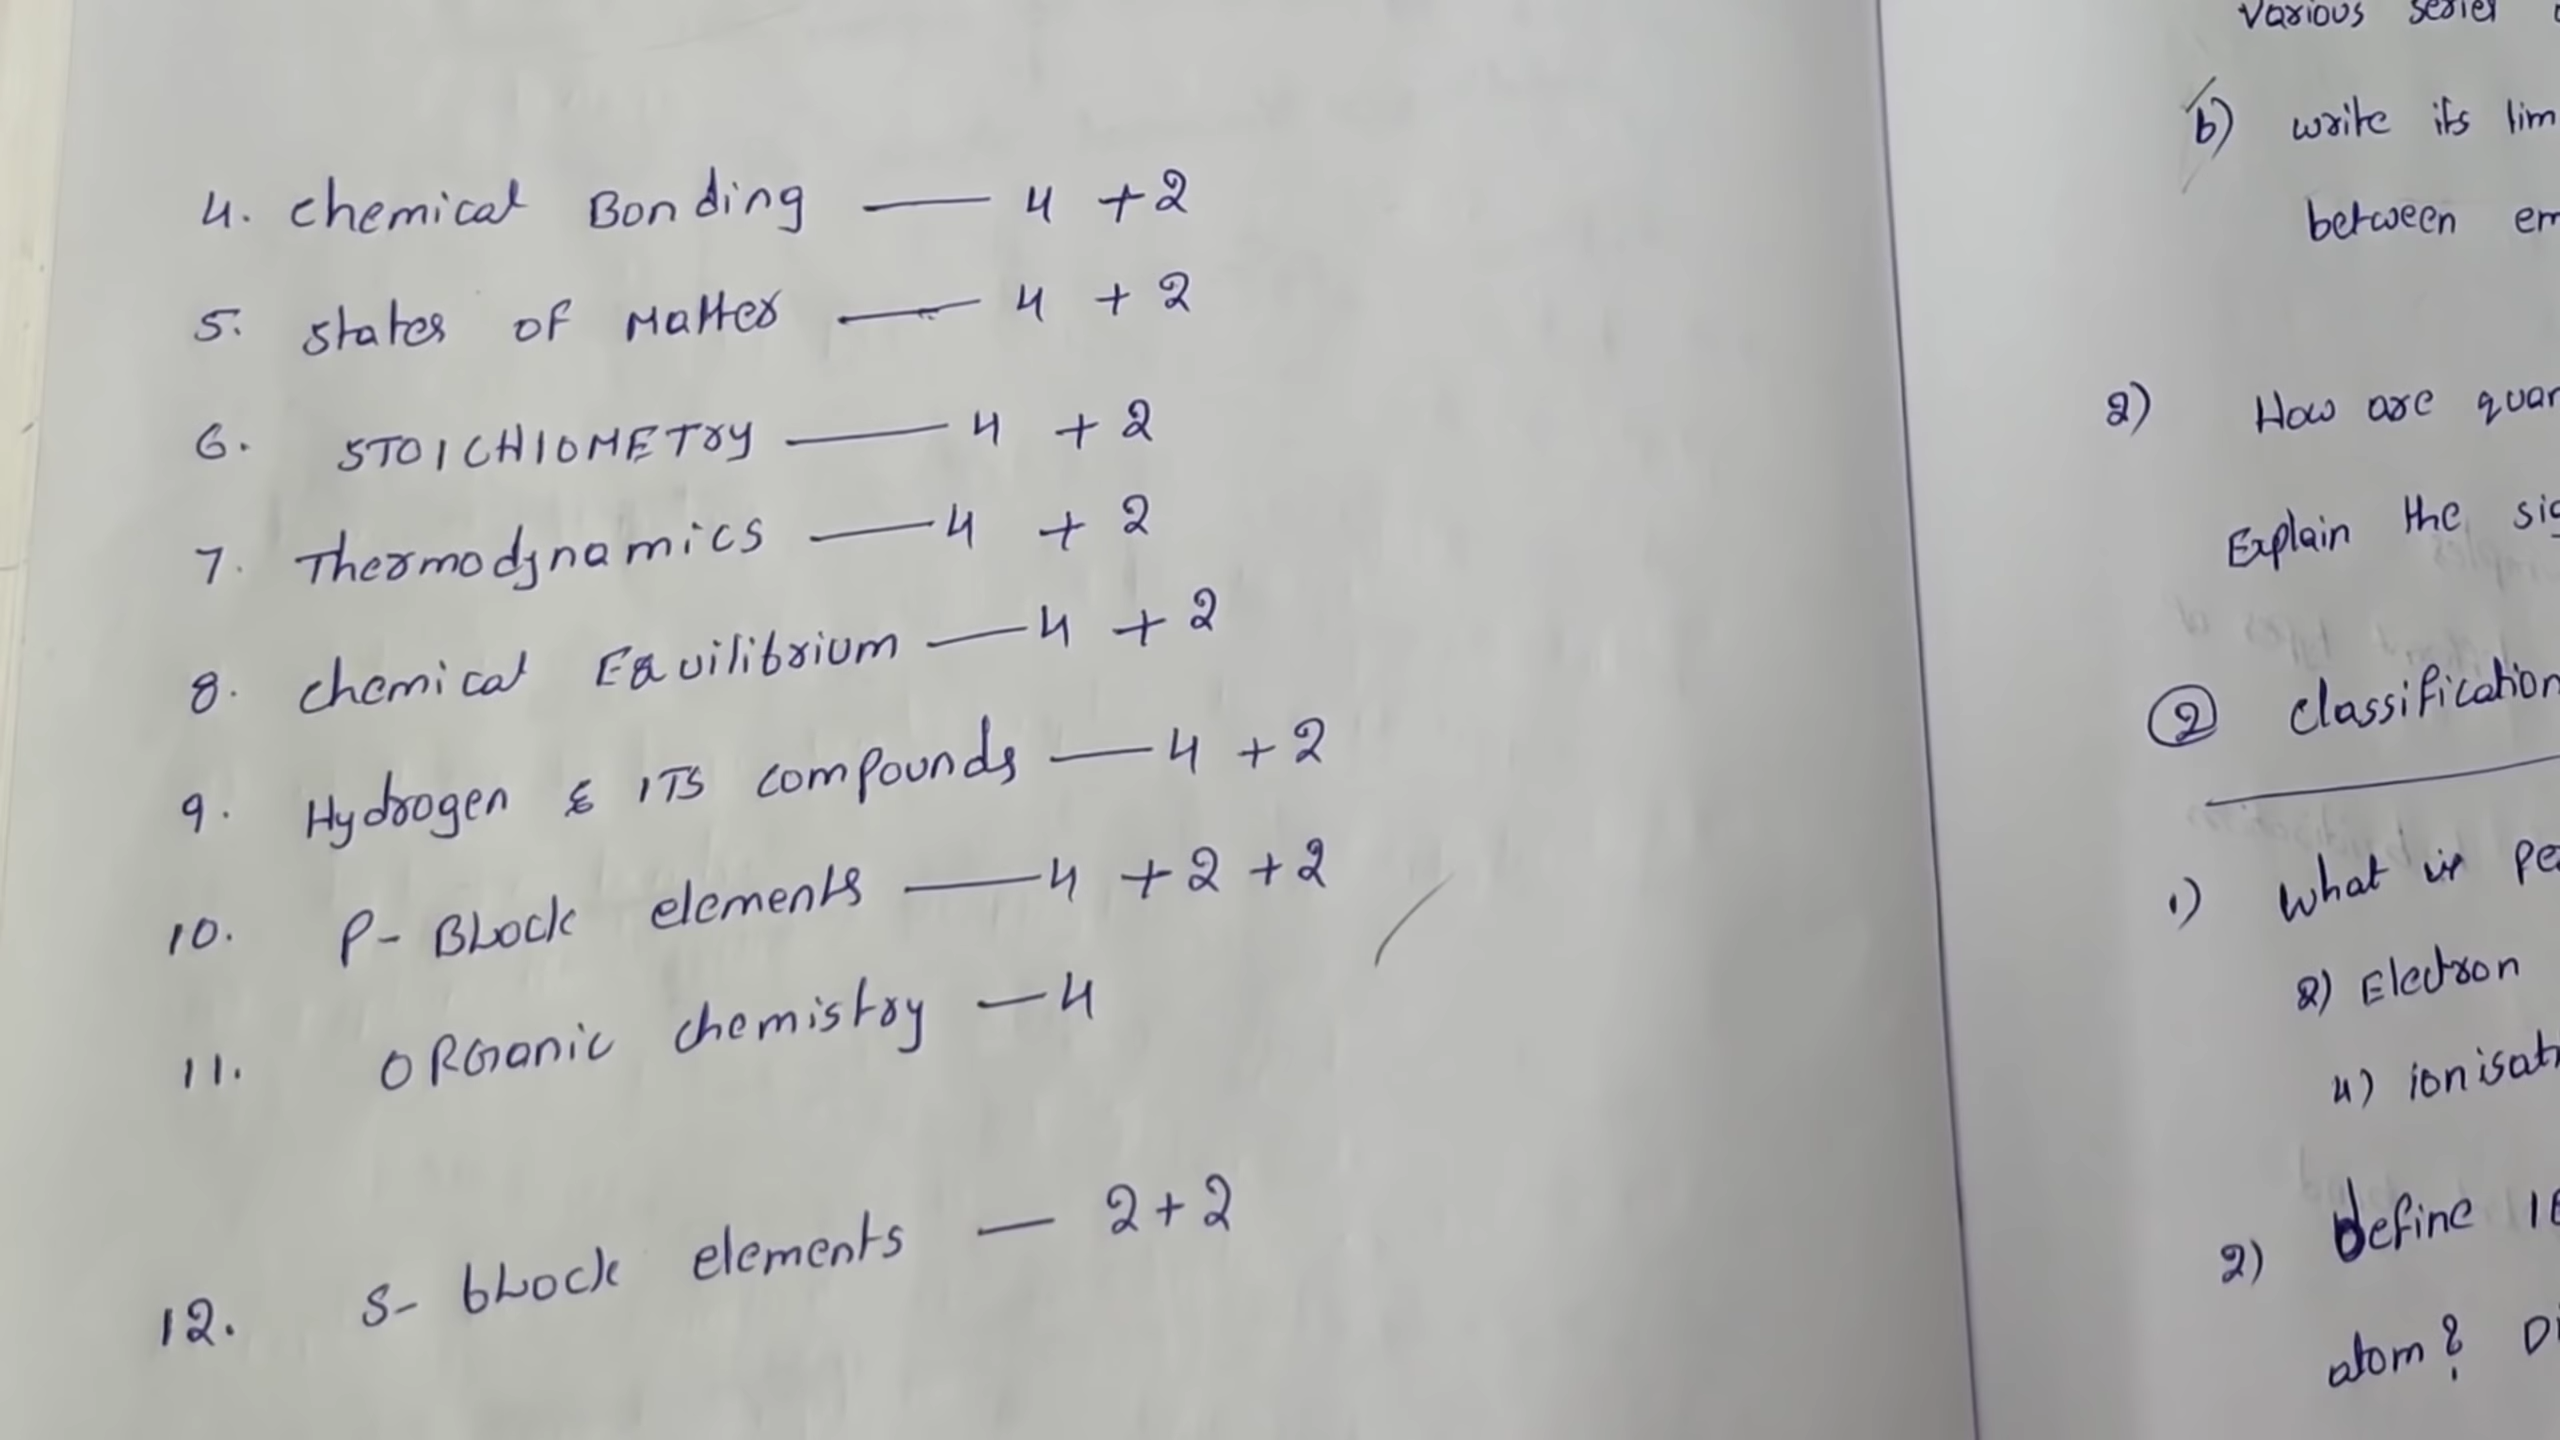 4. chemical Bonding — 4 + 2
5. states of Matter — 4 + 2
6. STOICHIOMETry — 4 + 2
7. Thermodynamics — 4 + 2
8. chemical EQuilibrium — 4 + 2
9. Hydrogen & ITS compounds — 4 + 2
10. P- BLock elements — 4 + 2 + 2
11. ORGanic chemistry — 4
12. S- bLock elements — 2 + 2
Various series
b) write its
between
2) How are
Explain the
② classification
1) What is
2) Electron
4)
2) Define
atom?